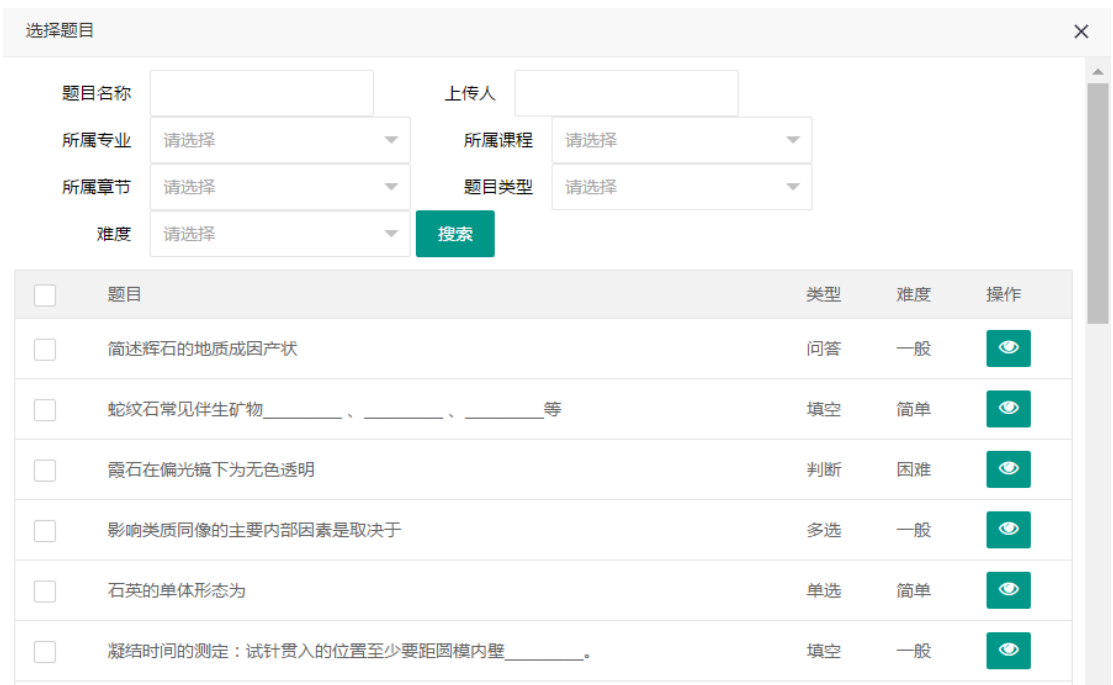 选择题目
题目名称 上传人
所属专业 请选择 所属课程 请选择
所属章节 请选择 题目类型 请选择
难度 请选择 搜索
题目 类型 难度 操作
简述辉石的地质成因产状 问答 一般
蛇纹石常见伴生矿物_________ 、_________ 、_________等 填空 简单
霞石在偏光镜下为无色透明 判断 困难
影响类质同像的主要内部因素是取决于 多选 一般
石英的单体形态为 单选 简单
凝结时间的测定：试针贯入的位置至少要距圆模内壁_________。 填空 一般